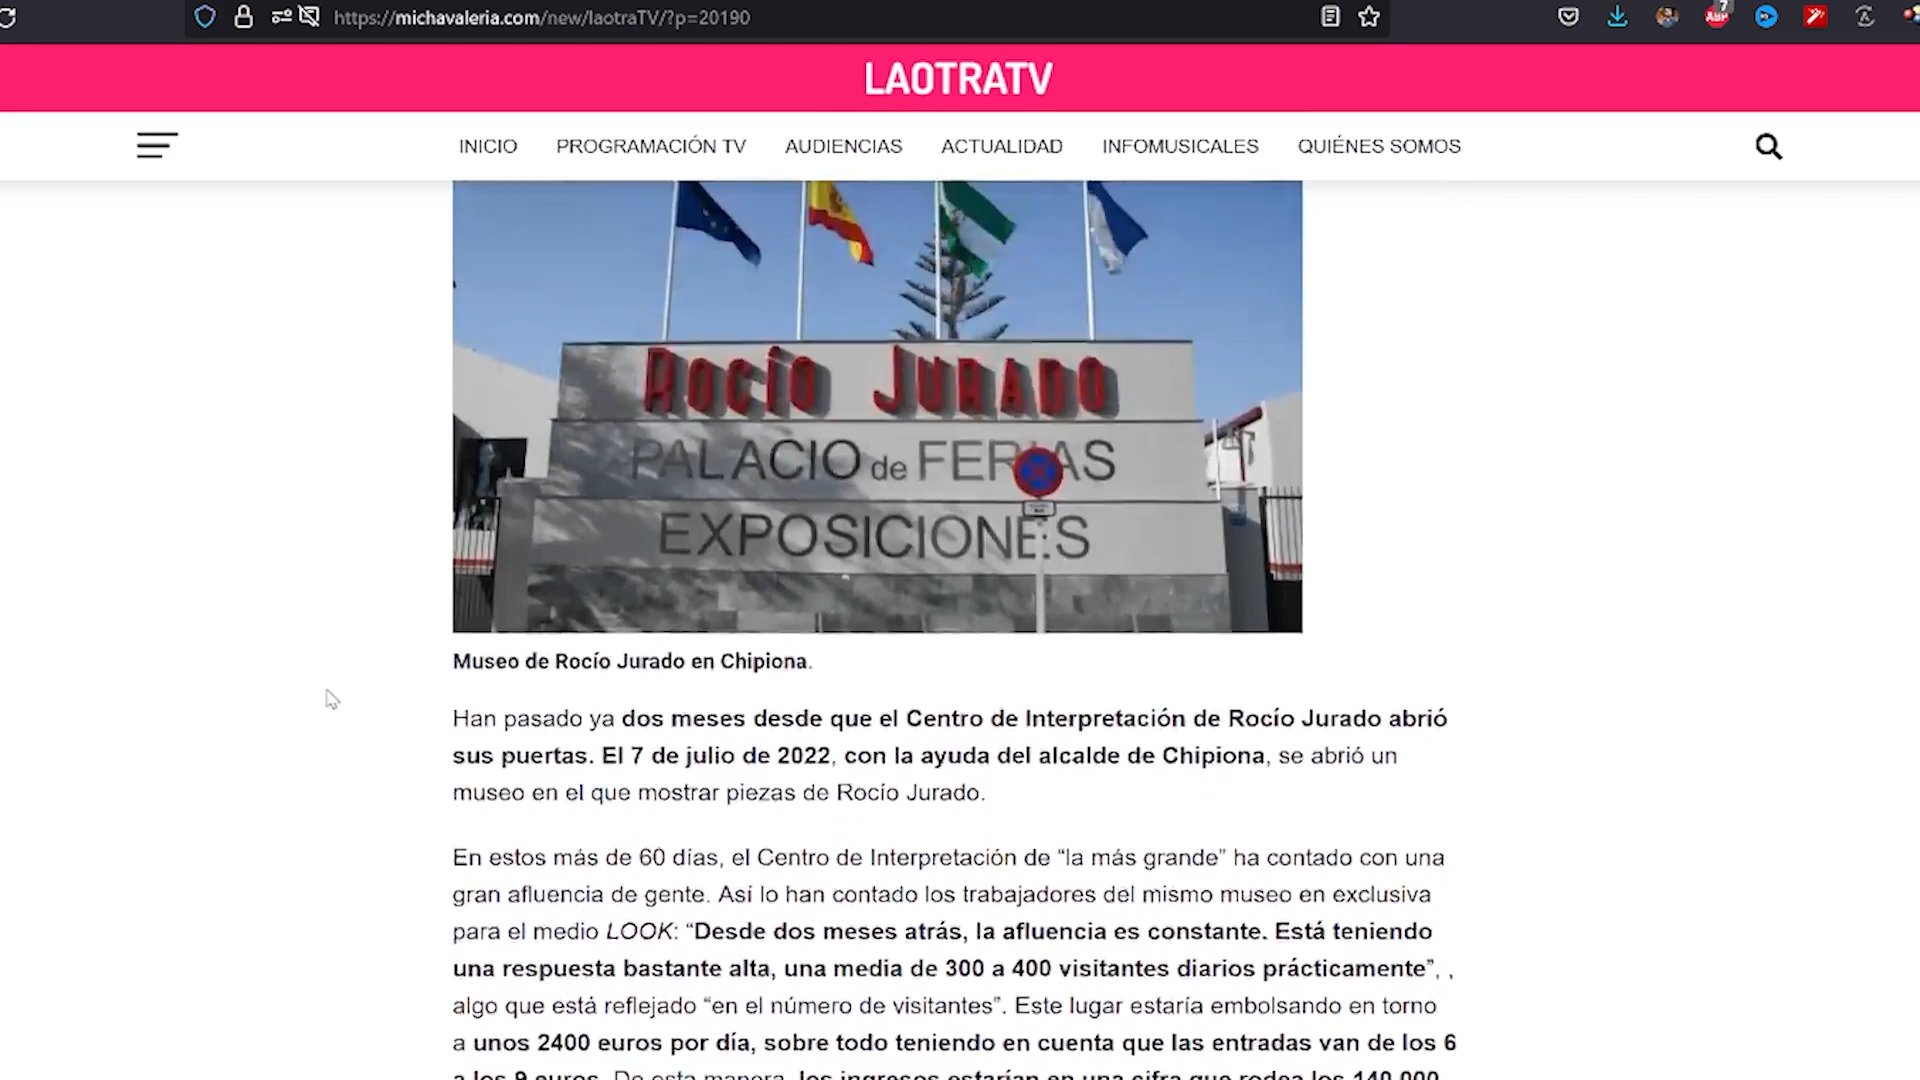 https://michavaleria.com/new/laotraTV/?p=20190
ABP
7
LAOTRATV
INICIO PROGRAMACIÓN TV AUDIENCIAS ACTUALIDAD INFOMUSICALES QUIÉNES SOMOS
ROCÍO JURADO
PALACIO de FERIAS
EXPOSICIONES
Museo de Rocío Jurado en Chipiona.
Han pasado ya dos meses desde que el Centro de Interpretación de Rocío Jurado abrió
sus puertas. El 7 de julio de 2022, con la ayuda del alcalde de Chipiona, se abrió un
museo en el que mostrar piezas de Rocío Jurado.
En estos más de 60 días, el Centro de Interpretación de “la más grande” ha contado con una
gran afluencia de gente. Así lo han contado los trabajadores del mismo museo en exclusiva
para el medio LOOK: “Desde dos meses atrás, la afluencia es constante. Está teniendo
una respuesta bastante alta, una media de 300 a 400 visitantes diarios prácticamente”, ,
algo que está reflejado “en el número de visitantes”. Este lugar estaría embolsando en torno
a unos 2400 euros por día, sobre todo teniendo en cuenta que las entradas van de los 6
a los 9 euros. De esta manera, los ingresos estarían en una cifra que rodea los 140.000